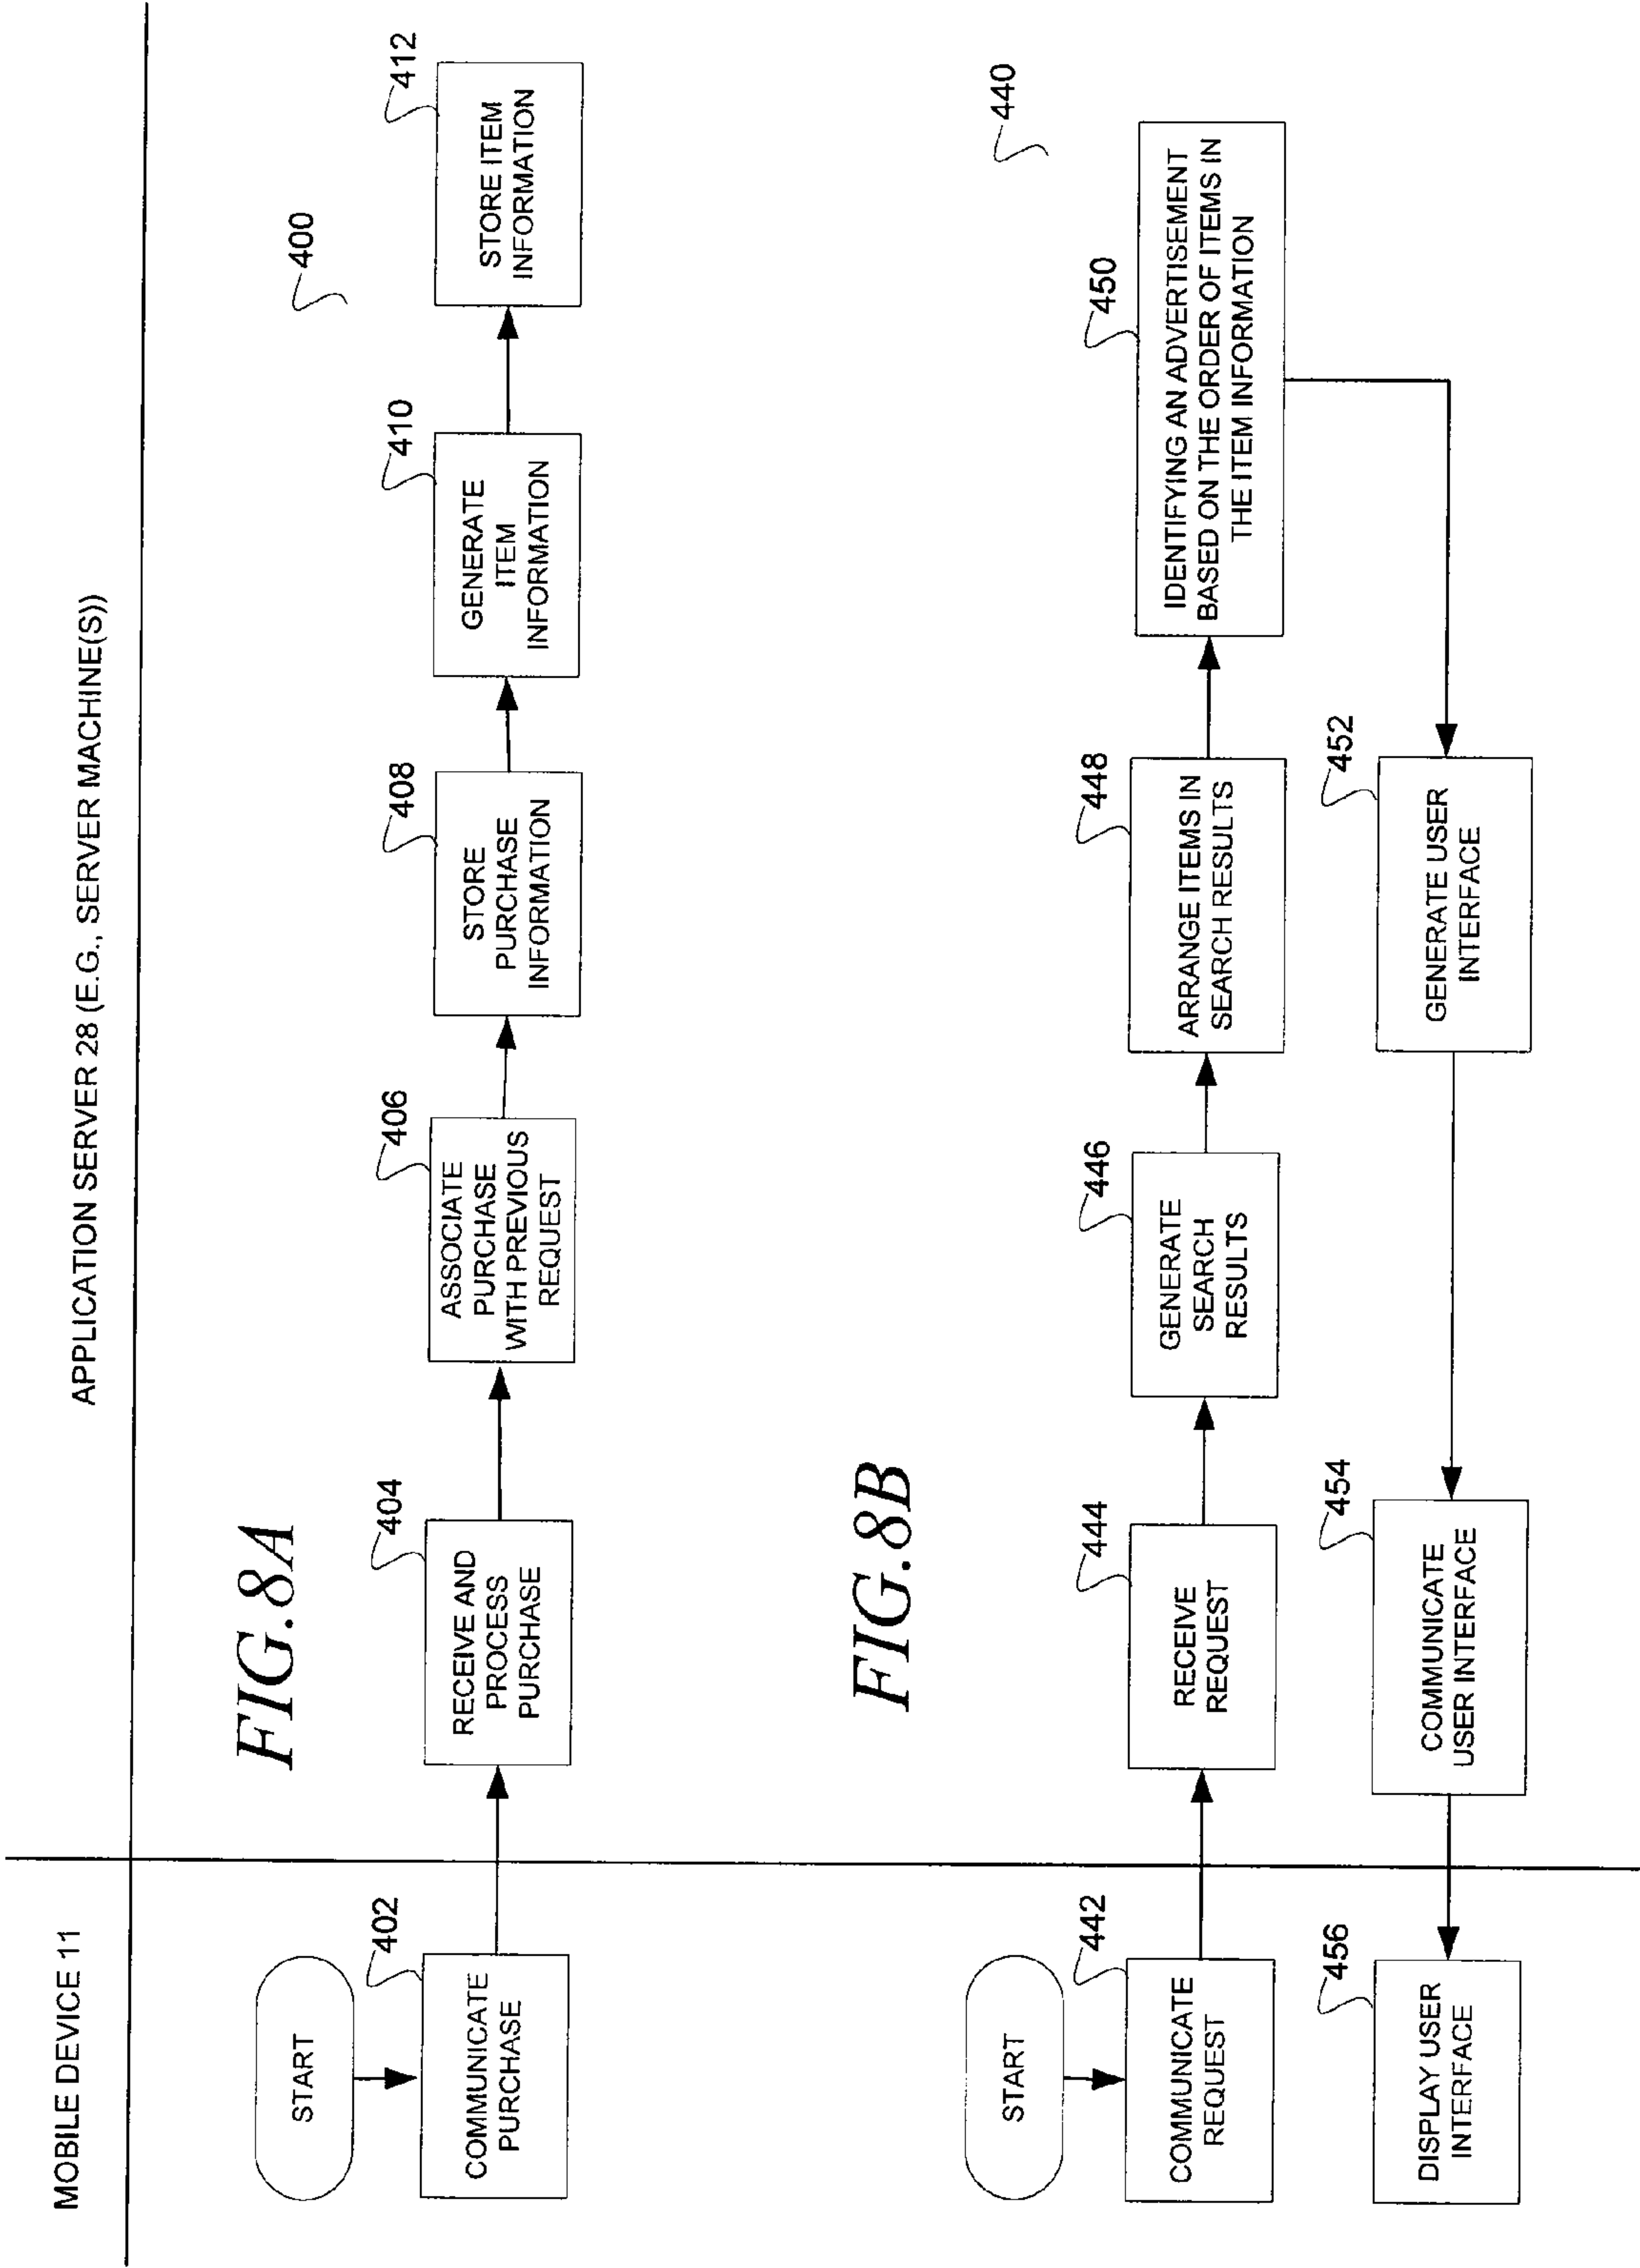 MOBILE DEVICE 11
APPLICATION SERVER 28 (E.G., SERVER MACHINE(S))
FIG.8A
400
START
402
COMMUNICATE
PURCHASE
404
RECEIVE AND
PROCESS
PURCHASE
406
ASSOCIATE
PURCHASE
WITH PREVIOUS
REQUEST
408
STORE
PURCHASE
INFORMATION
410
GENERATE
ITEM
INFORMATION
412
STORE ITEM
INFORMATION
FIG.8B
440
START
442
COMMUNICATE
REQUEST
444
RECEIVE
REQUEST
446
GENERATE
SEARCH
RESULTS
448
ARRANGE ITEMS IN
SEARCH RESULTS
450
IDENTIFYING AN ADVERTISEMENT
BASED ON THE ORDER OF ITEMS IN
THE ITEM INFORMATION
452
GENERATE USER
INTERFACE
454
COMMUNICATE
USER INTERFACE
456
DISPLAY USER
INTERFACE